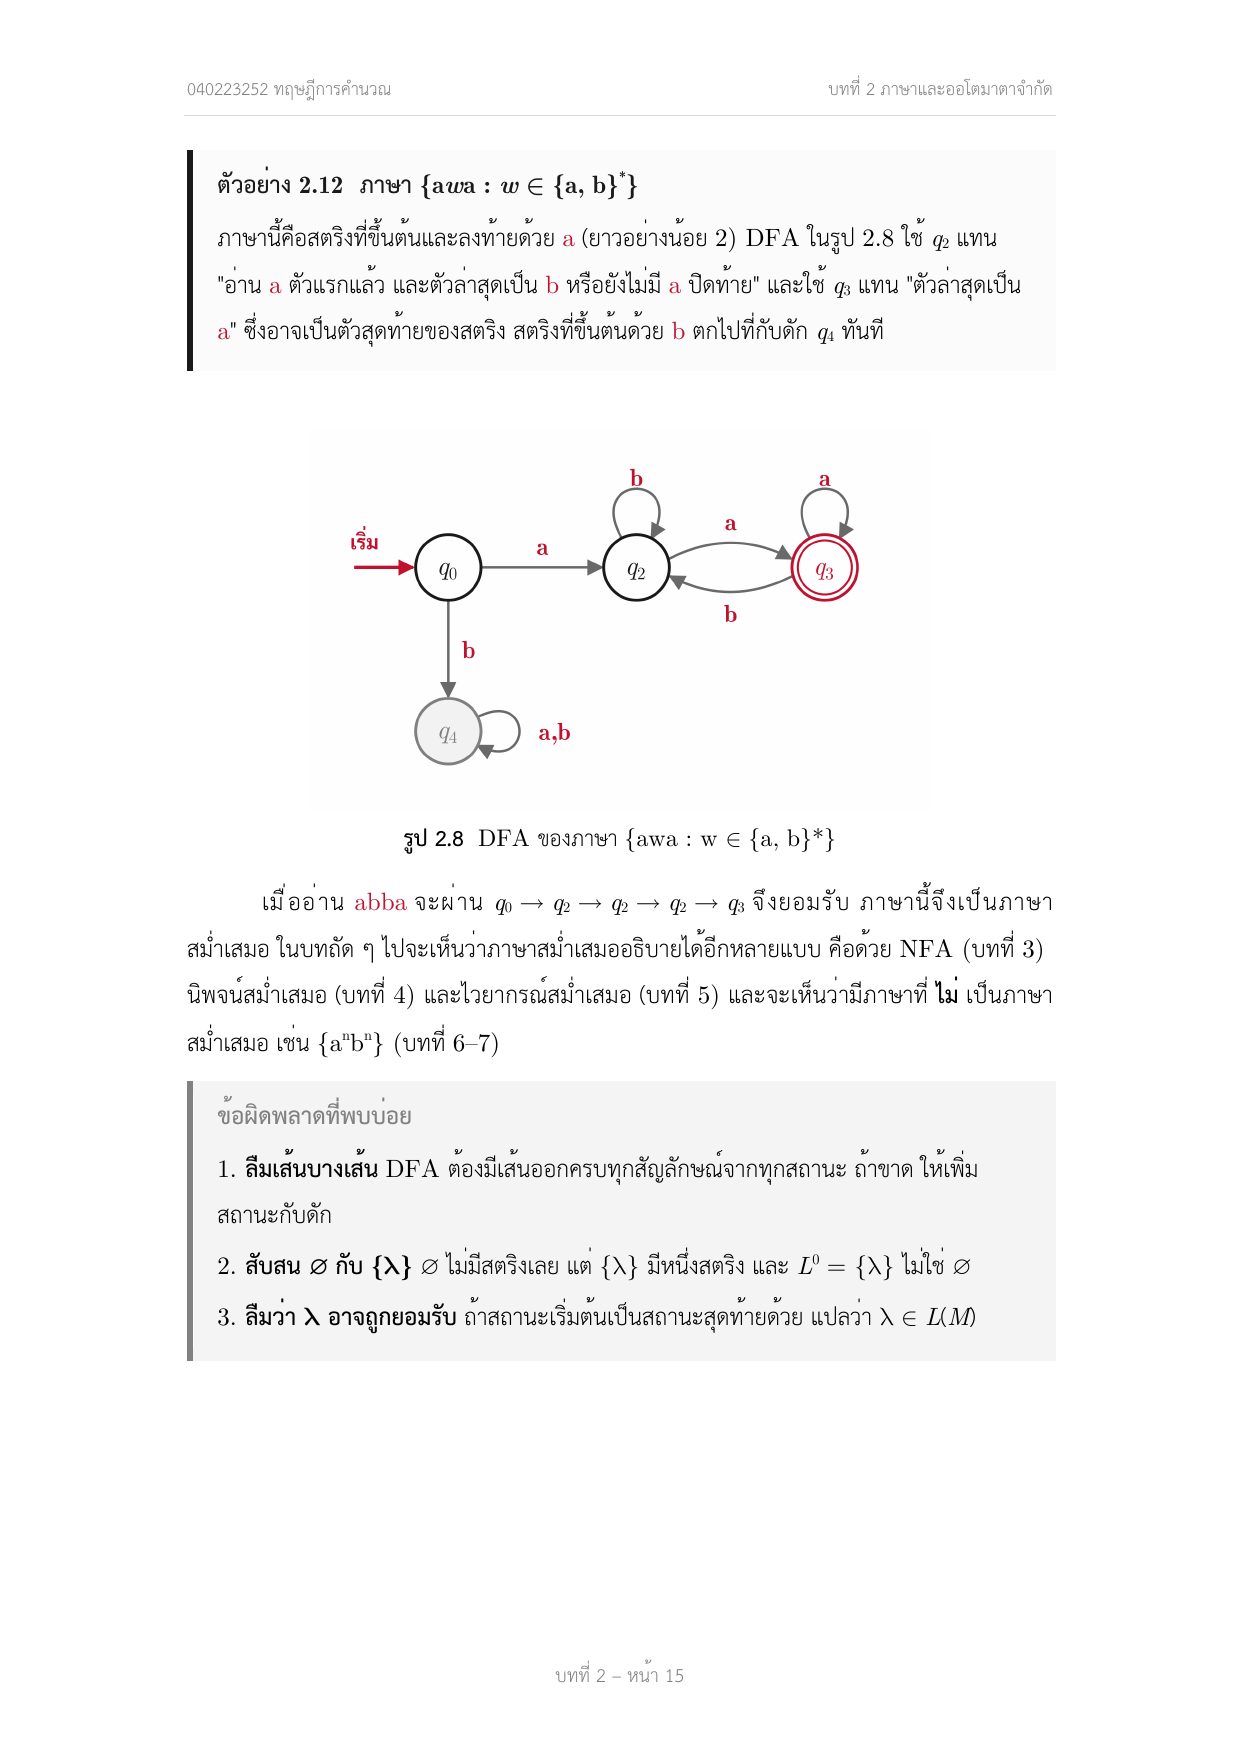 040223252 ทฤษฎีการคำนวณ
บทที่ 2 ภาษาและออโตมาตาจำกัด
ตัวอย่าง 2.12 ภาษา {awa : w ∈ {a, b}*}
ภาษานี้คือสตริงที่ขึ้นต้นและลงท้ายด้วย a (ยาวอย่างน้อย 2) DFA ในรูป 2.8 ใช้ q₂ แทน
"อ่าน a ตัวแรกแล้ว และตัวล่าสุดเป็น b หรือยังไม่มี a ปิดท้าย" และใช้ q₃ แทน "ตัวล่าสุดเป็น
a" ซึ่งอาจเป็นตัวสุดท้ายของสตริง สตริงที่ขึ้นต้นด้วย b ตกไปที่กับดัก q₄ ทันที
b
a
เริ่ม
a
a
q₀
q₂
q₃
b
b
q₄
a,b
รูป 2.8 DFA ของภาษา {awa : w ∈ {a, b}*}
เมื่ออ่าน abba จะผ่าน q₀ → q₂ → q₂ → q₂ → q₃ จึงยอมรับ ภาษานี้จึงเป็นภาษา
สม่ำเสมอ ในบทถัด ๆ ไปจะเห็นว่าภาษาสม่ำเสมออธิบายได้อีกหลายแบบ คือด้วย NFA (บทที่ 3)
นิพจน์สม่ำเสมอ (บทที่ 4) และไวยากรณ์สม่ำเสมอ (บทที่ 5) และจะเห็นว่ามีภาษาที่ ไม่ เป็นภาษา
สม่ำเสมอ เช่น {aⁿbⁿ} (บทที่ 6–7)
ข้อผิดพลาดที่พบบ่อย
1. ลืมเส้นบางเส้น DFA ต้องมีเส้นออกครบทุกสัญลักษณ์จากทุกสถานะ ถ้าขาด ให้เพิ่ม
สถานะกับดัก
2. สับสน ∅ กับ {λ} ∅ ไม่มีสตริงเลย แต่ {λ} มีหนึ่งสตริง และ L⁰ = {λ} ไม่ใช่ ∅
3. ลืมว่า λ อาจถูกยอมรับ ถ้าสถานะเริ่มต้นเป็นสถานะสุดท้ายด้วย แปลว่า λ ∈ L(M)
บทที่ 2 – หน้า 15